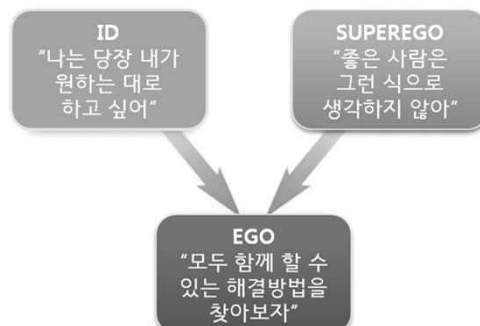 ID
"나는 당장 내가
원하는 대로
하고 싶어"
SUPEREGO
"좋은 사람은
그런 식으로
생각하지 않아"
EGO
"모두 함께 할 수
있는 해결방법을
찾아보자"